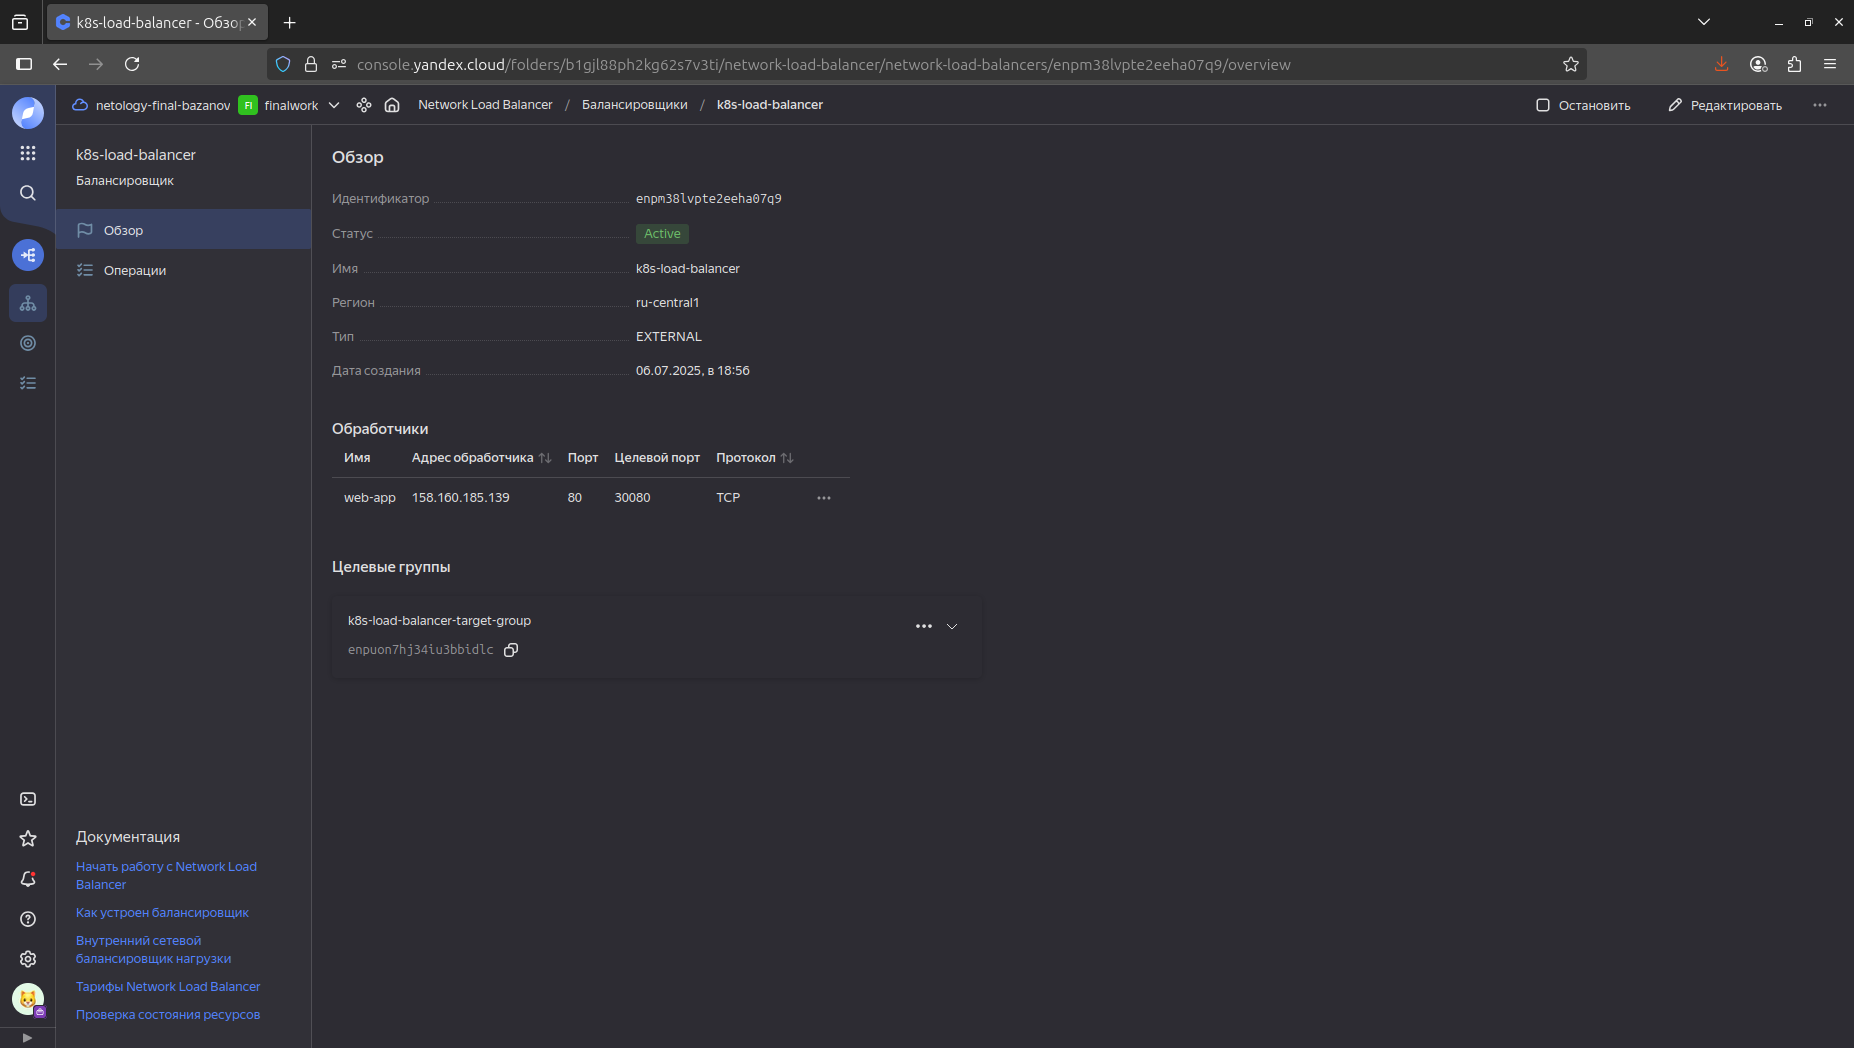 k8s-load-balancer - Обзор
console.yandex.cloud/folders/b1gjl88ph2kg62s7v3ti/network-load-balancer/network-load-balancers/enpm38lvpte2eeha07q9/overview
netology-final-bazanov FI finalwork Network Load Balancer / Балансировщики / k8s-load-balancer Остановить Редактировать
k8s-load-balancer
Балансировщик
Обзор
Операции
Обзор
Идентификатор enpm38lvpte2eeha07q9
Статус Active
Имя k8s-load-balancer
Регион ru-central1
Тип EXTERNAL
Дата создания 06.07.2025, в 18:56
Обработчики
Имя Адрес обработчика Порт Целевой порт Протокол
web-app 158.160.185.139 80 30080 TCP
Целевые группы
k8s-load-balancer-target-group
enpuon7hj34iu3bbidlc
Документация
Начать работу с Network Load
Balancer
Как устроен балансировщик
Внутренний сетевой
балансировщик нагрузки
Тарифы Network Load Balancer
Проверка состояния ресурсов